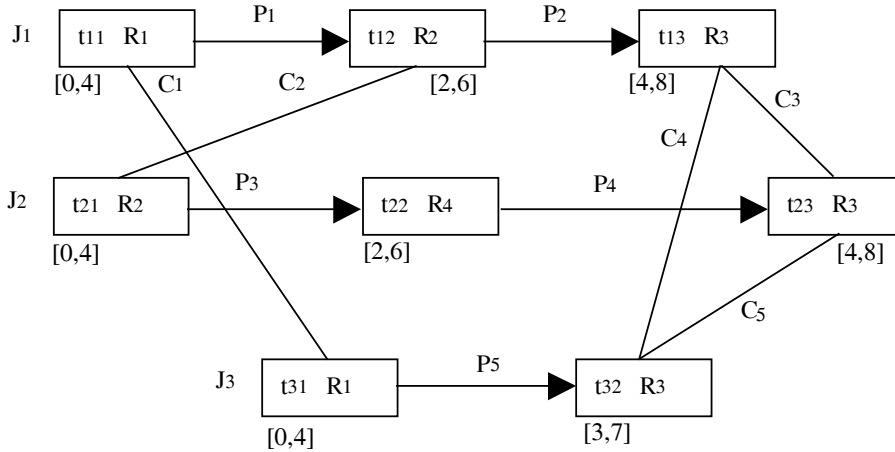 P1 P2
J1 t11 R1 t12 R2 t13 R3
[0,4] C1 C2 [2,6] [4,8] C3
C4
J2 t21 R2 P3 t22 R4 P4 t23 R3
[0,4] [2,6] [4,8]
C5
J3 t31 R1 P5 t32 R3
[0,4] [3,7]